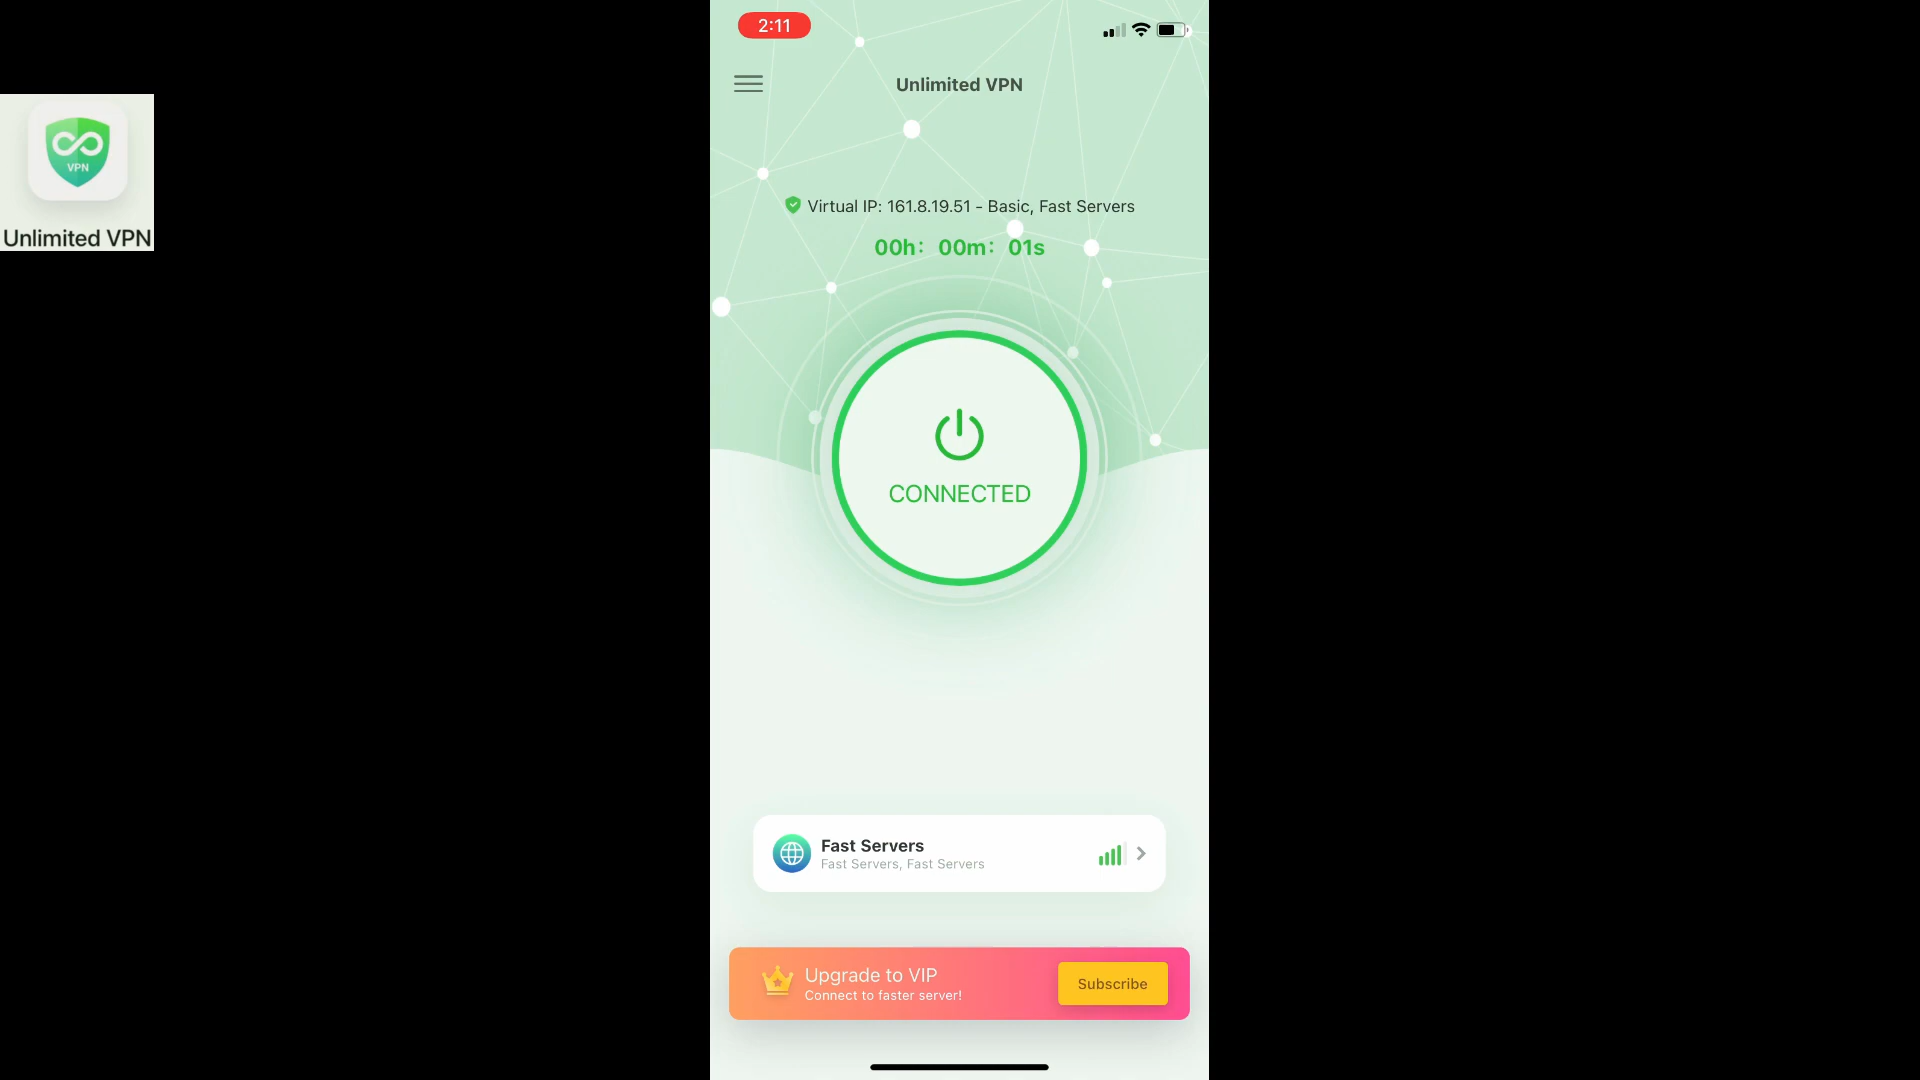 2:11
Unlimited VPN
VPN
Unlimited VPN
Virtual IP: 161.8.19.51 - Basic, Fast Servers
00h: 00m: 01s
CONNECTED
Fast Servers
Fast Servers, Fast Servers
Upgrade to VIP
Connect to faster server!
Subscribe